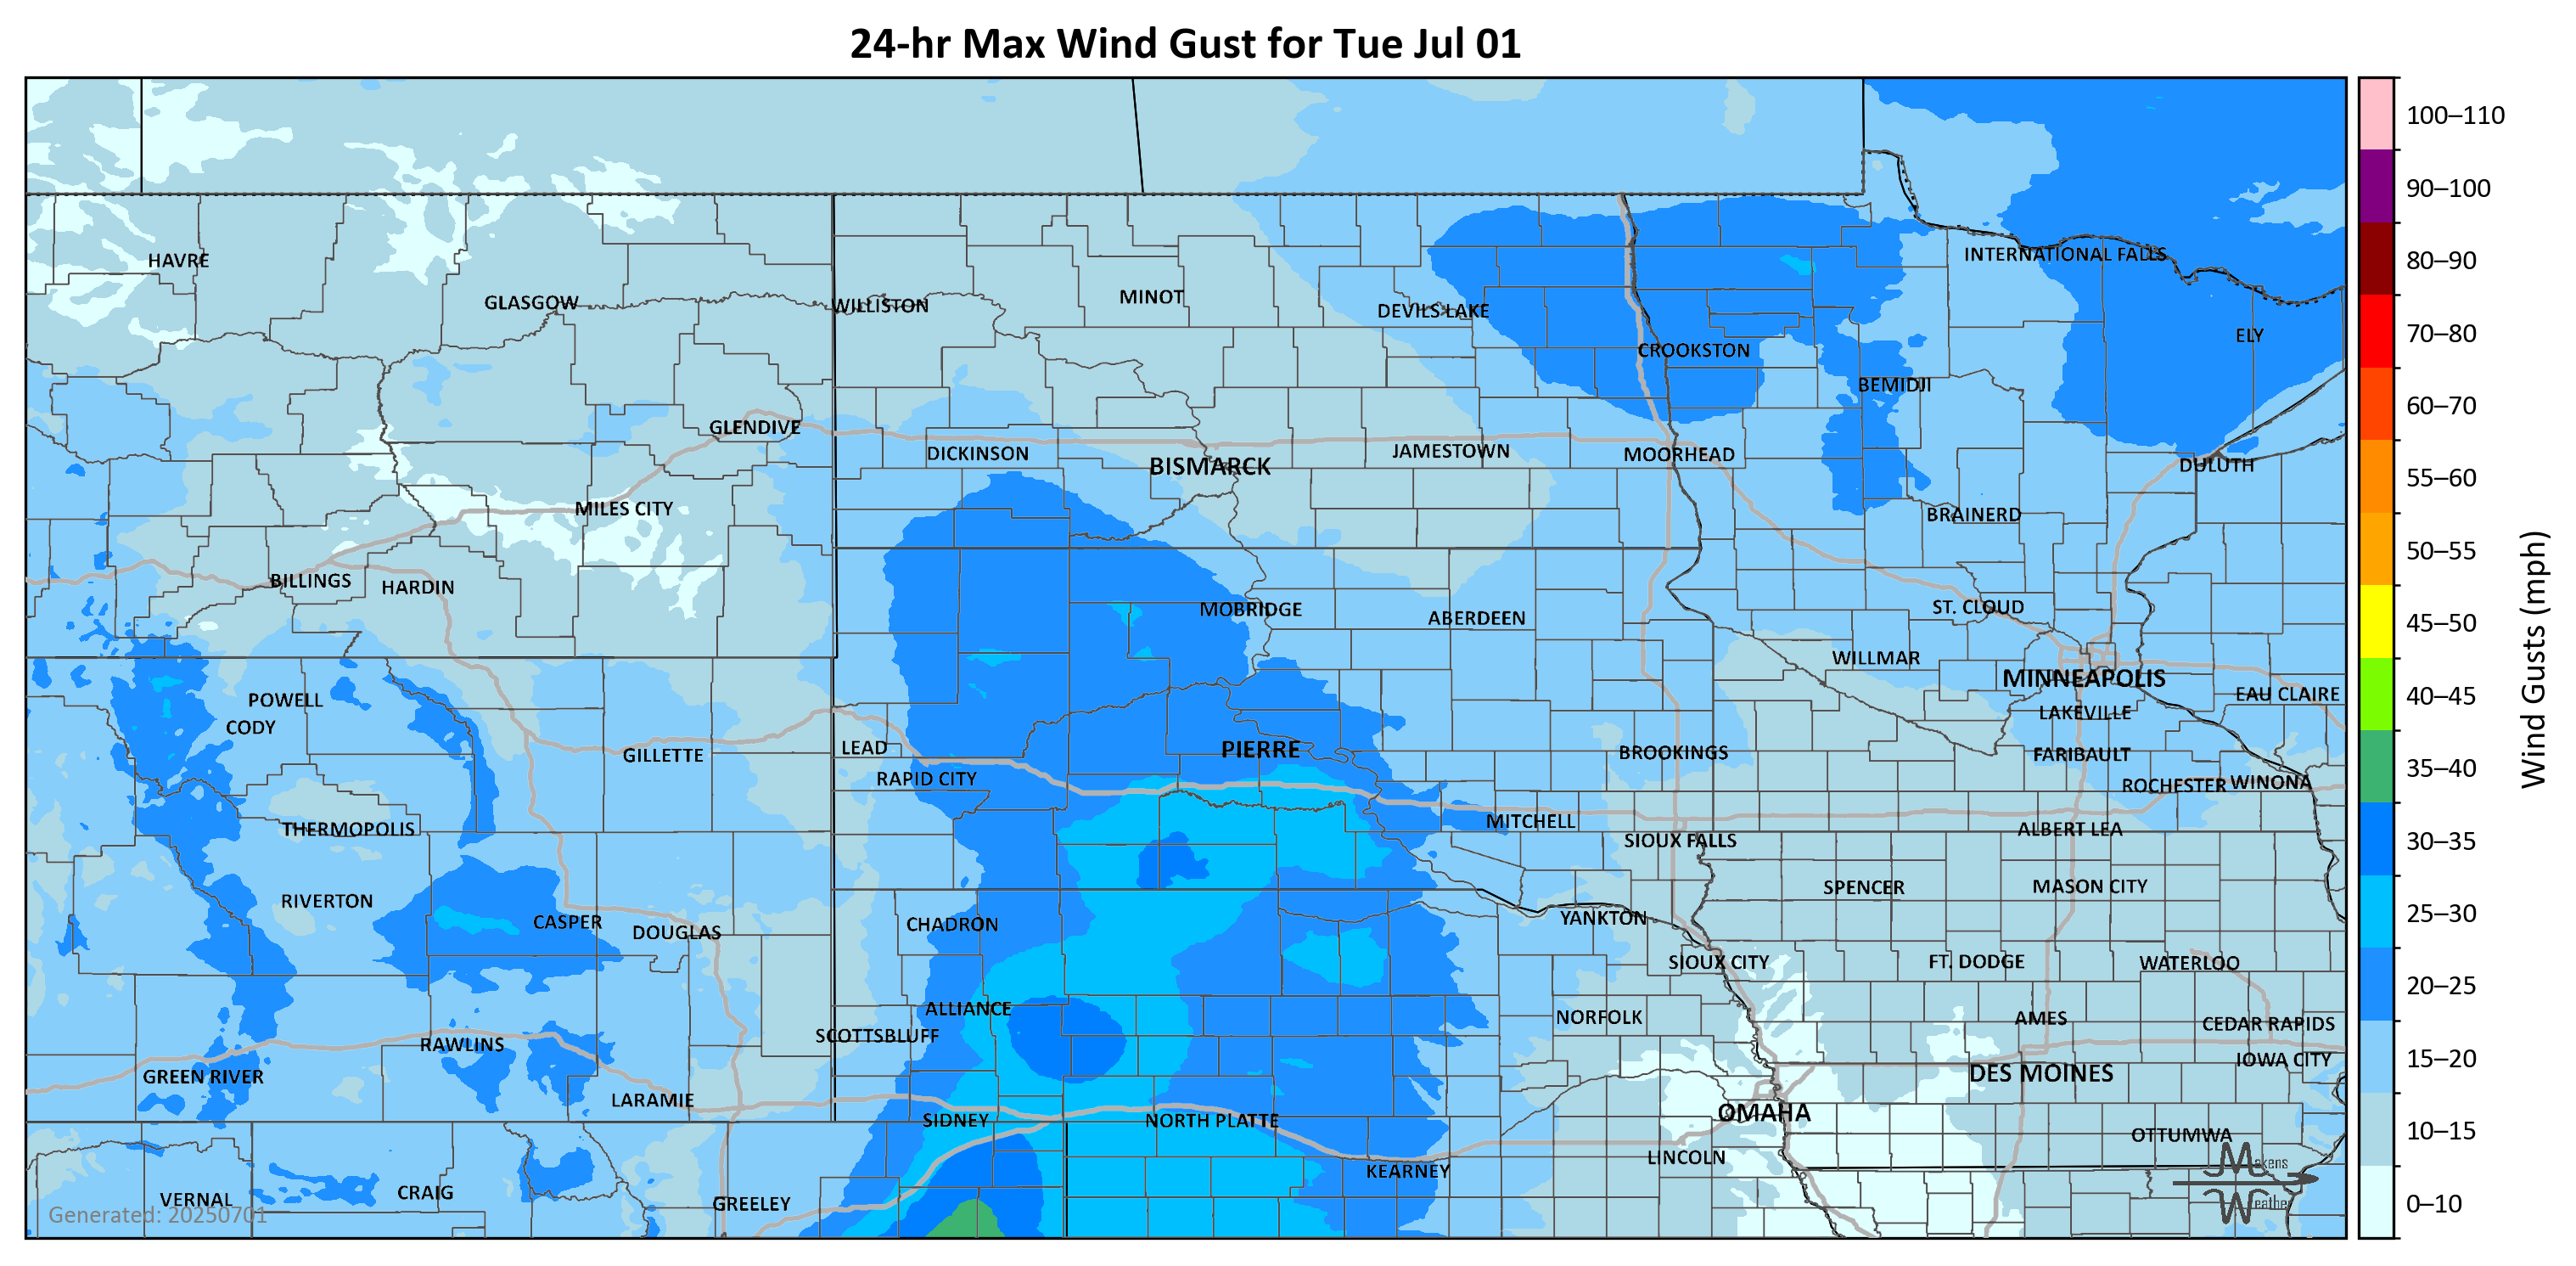 24-hr Max Wind Gust for Tue Jul 01
100–110
90–100
80–90
70–80
60–70
55–60
50–55
45–50
40–45
35–40
30–35
25–30
20–25
15–20
10–15
0–10
Wind Gusts (mph)
HAVRE
INTERNATIONAL FALLS
GLASGOW
WILLISTON
MINOT
DEVILS LAKE
ELY
CROOKSTON
BEMIDJI
GLENDIVE
DICKINSON
BISMARCK
JAMESTOWN
MOORHEAD
DULUTH
MILES CITY
BRAINERD
BILLINGS
HARDIN
MOBRIDGE
ABERDEEN
ST. CLOUD
WILLMAR
MINNEAPOLIS
POWELL
EAU CLAIRE
CODY
LAKEVILLE
GILLETTE
LEAD
PIERRE
BROOKINGS
FARIBAULT
RAPID CITY
ROCHESTER
WINONA
THERMOPOLIS
MITCHELL
SIOUX FALLS
ALBERT LEA
RIVERTON
SPENCER
MASON CITY
CASPER
DOUGLAS
CHADRON
YANKTON
SIOUX CITY
FT. DODGE
WATERLOO
ALLIANCE
NORFOLK
AMES
CEDAR RAPIDS
SCOTTSBLUFF
RAWLINS
IOWA CITY
GREEN RIVER
DES MOINES
LARAMIE
SIDNEY
NORTH PLATTE
OMAHA
OTTUMWA
LINCOLN
KEARNEY
VERNAL
CRAIG
GREELEY
Generated: 20250701
Makens
Weather